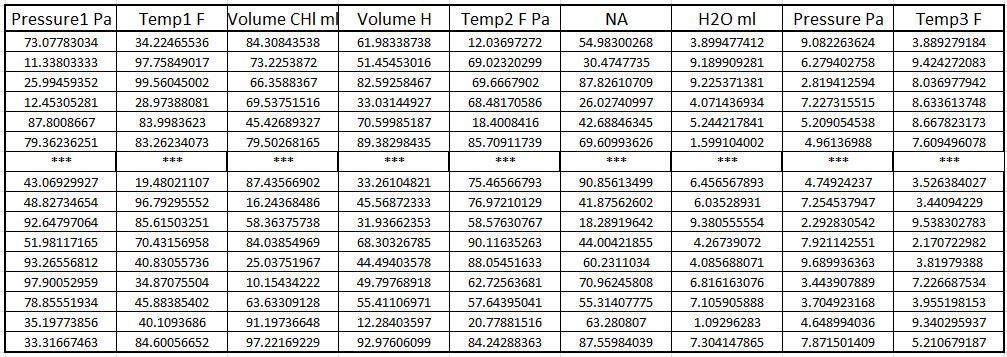 Pressure1 Pa Temp1 F Volume CHl ml Volume H Temp2 F Pa NA H2O ml Pressure Pa Temp3 F
73.07783034 34.22465536 84.30843538 61.98338738 12.03697272 54.98300268 3.899477412 9.082263624 3.889279184
11.33803333 97.75849017 73.2253872 51.45453016 69.02320299 30.4747735 9.189909281 6.279402758 9.424272083
25.99459352 99.56045002 66.3588367 82.59258467 69.6667902 87.82610709 9.225371381 2.819412594 8.036977942
12.45305281 28.97388081 69.53751516 33.03144927 68.48170586 26.02740997 4.071436934 7.227315515 8.633613748
87.8008667 83.9983623 45.42689327 70.59985187 18.4008416 42.68846345 5.244217841 5.209054538 8.667823173
79.36236251 83.26234073 79.50268165 89.38298435 85.70911739 69.60993626 1.599104002 4.96136988 7.609496078
*** *** *** *** *** *** *** *** ***
43.06929927 19.48021107 87.43566902 33.26104821 75.46566793 90.85613499 6.456567893 4.74924237 3.526384027
48.82734654 96.79295552 16.24368486 45.56872333 76.97210129 41.87562602 6.03528931 7.254537947 3.44094229
92.64797064 85.61503251 58.36375738 31.93662353 58.57630767 18.28919642 9.380555554 2.292830542 9.538302783
51.98117165 70.43156958 84.03854969 68.30326785 90.11635263 44.00421855 4.26739072 7.921142551 2.170722982
93.26556812 40.83055736 25.03751967 44.49403578 88.05451633 60.2311034 4.085688071 9.689936363 3.81979388
97.90052959 34.87075504 10.15434222 49.79768918 62.72563681 70.96245808 6.816163076 3.443907889 7.226687534
78.85551934 45.88385402 63.63309128 55.41106971 57.64395041 55.31407775 7.105905888 3.704923168 3.955198153
35.19773856 40.1093686 91.19736648 12.28403597 20.77881516 63.280807 1.09296283 4.648994036 9.340295937
33.31667463 84.60056652 97.22169229 92.97606099 84.24288363 87.55984039 7.304147865 7.871501409 5.210679187